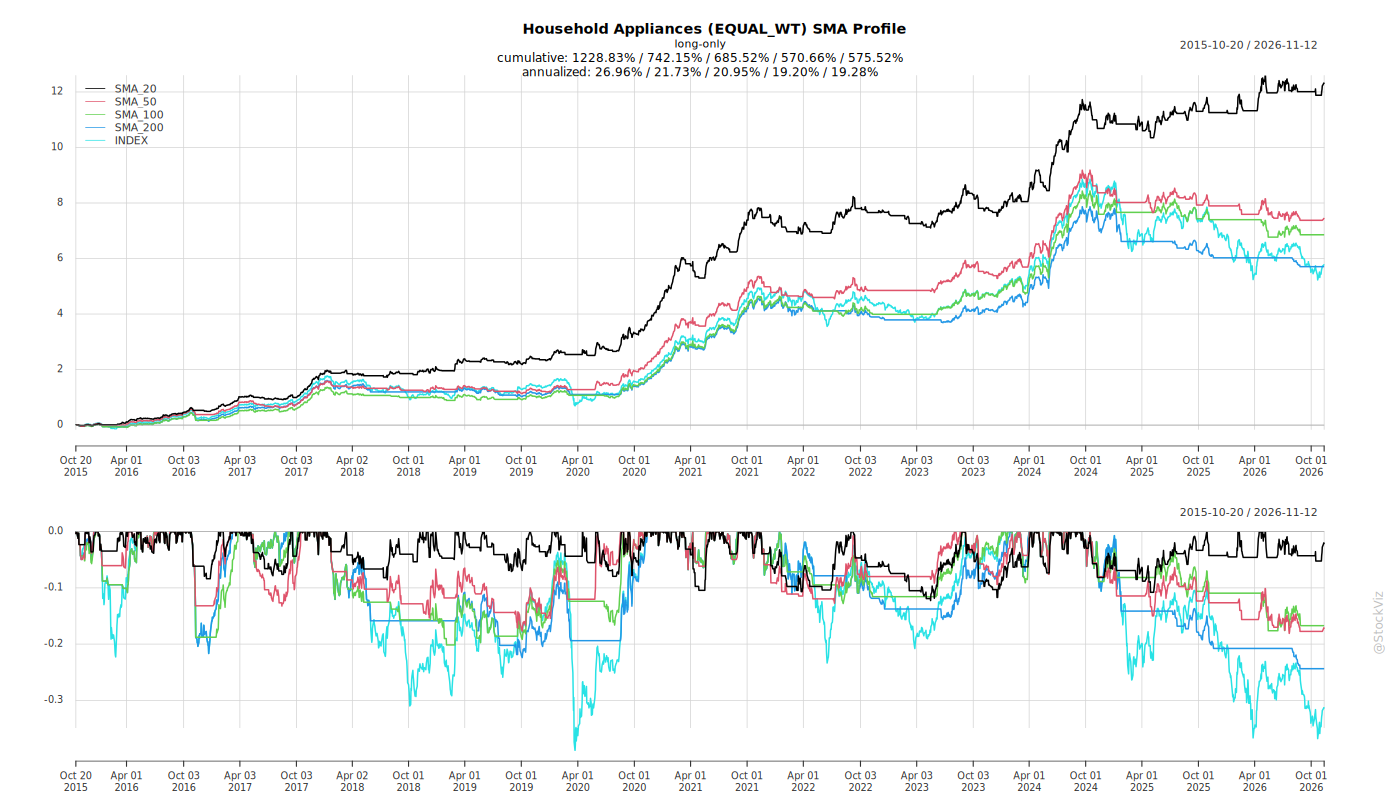 Household Appliances (EQUAL_WT) SMA Profile
long-only
2015-10-20 / 2026-11-12
cumulative: 1228.83% / 742.15% / 685.52% / 570.66% / 575.52%
annualized: 26.96% / 21.73% / 20.95% / 19.20% / 19.28%
SMA_20
SMA_50
SMA_100
SMA_200
INDEX
12
10
8
6
4
2
0
Oct 20 Apr 01 Oct 03 Apr 03 Oct 03 Apr 02 Oct 01 Apr 01 Oct 01 Apr 01 Oct 01 Apr 01 Oct 01 Apr 01 Oct 03 Apr 03 Oct 03 Apr 01 Oct 01 Apr 01 Oct 01 Apr 01 Oct 01
2015 2016 2016 2017 2017 2018 2018 2019 2019 2020 2020 2021 2021 2022 2022 2023 2023 2024 2024 2025 2025 2026 2026
2015-10-20 / 2026-11-12
0.0
-0.1
-0.2
-0.3
Oct 20 Apr 01 Oct 03 Apr 03 Oct 03 Apr 02 Oct 01 Apr 01 Oct 01 Apr 01 Oct 01 Apr 01 Oct 01 Apr 01 Oct 03 Apr 03 Oct 03 Apr 01 Oct 01 Apr 01 Oct 01 Apr 01 Oct 01
2015 2016 2016 2017 2017 2018 2018 2019 2019 2020 2020 2021 2021 2022 2022 2023 2023 2024 2024 2025 2025 2026 2026
@StockViz